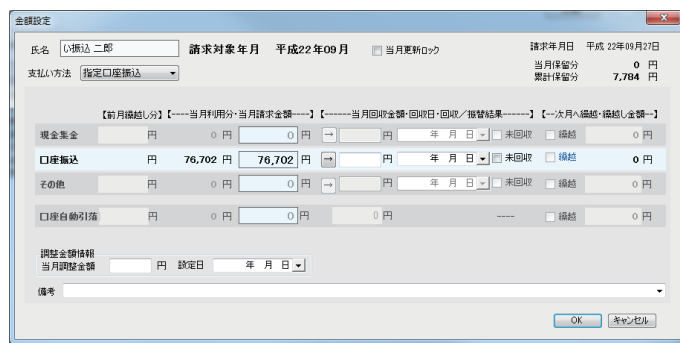 金額設定
氏名 い振込 二郎 請求対象年月 平成22年09月 当月更新ロック 請求年月日 平成 22年09月27日
支払い方法 指定口座振込 当月保留分 0 円
累計保留分 7,784 円
【前月繰越し分】【----当月利用分・当月請求金額----】【------当月回収金額・回収日・回収/振替結果------】【--次月へ繰越・繰越し金額--】
現金集金 円 0 円 0 円 → 円 年 月 日 未回収 繰越 0 円
口座振込 円 76,702 円 76,702 円 → 円 年 月 日 未回収 繰越 0 円
その他 円 0 円 0 円 → 円 年 月 日 未回収 繰越 0 円
口座自動引落 円 0 円 0 円 0 円 ---- 繰越 0 円
調整金額情報
当月調整金額 円 設定日 年 月 日
備考
OK キャンセル